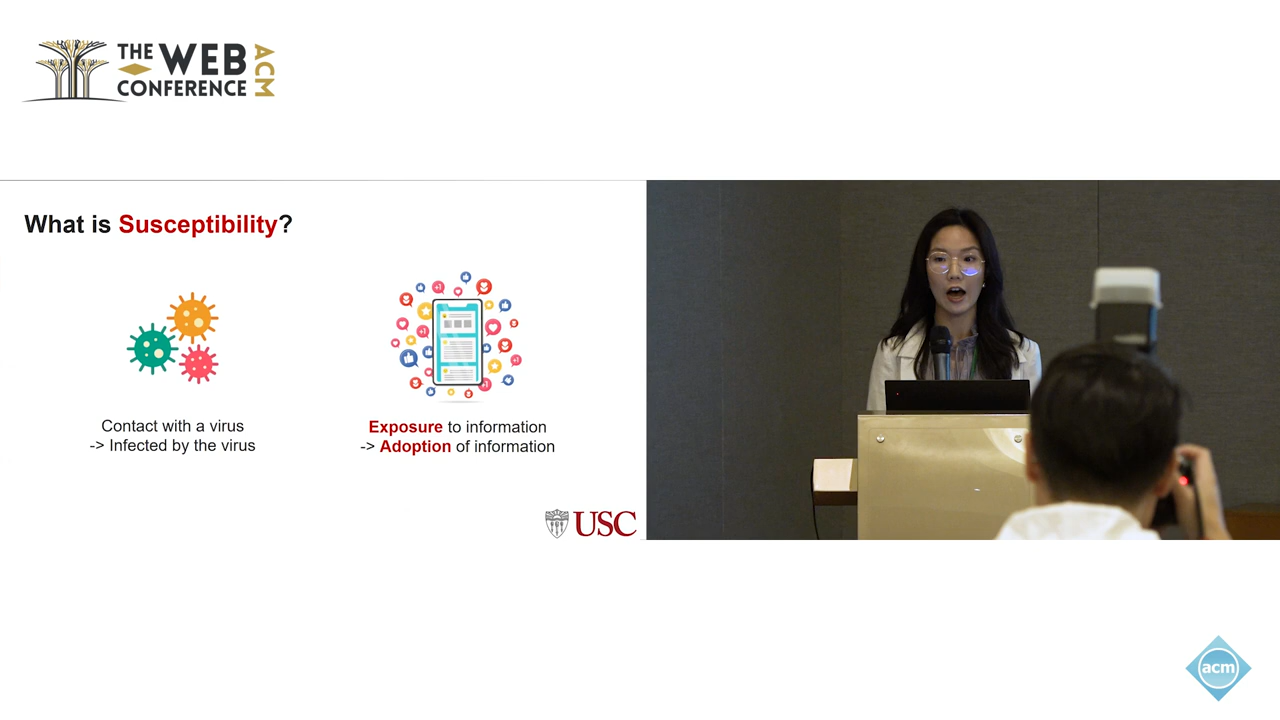 THE WEB
CONFERENCE
ACM
What is Susceptibility?
Contact with a virus
-> Infected by the virus
Exposure to information
-> Adoption of information
USC
acm